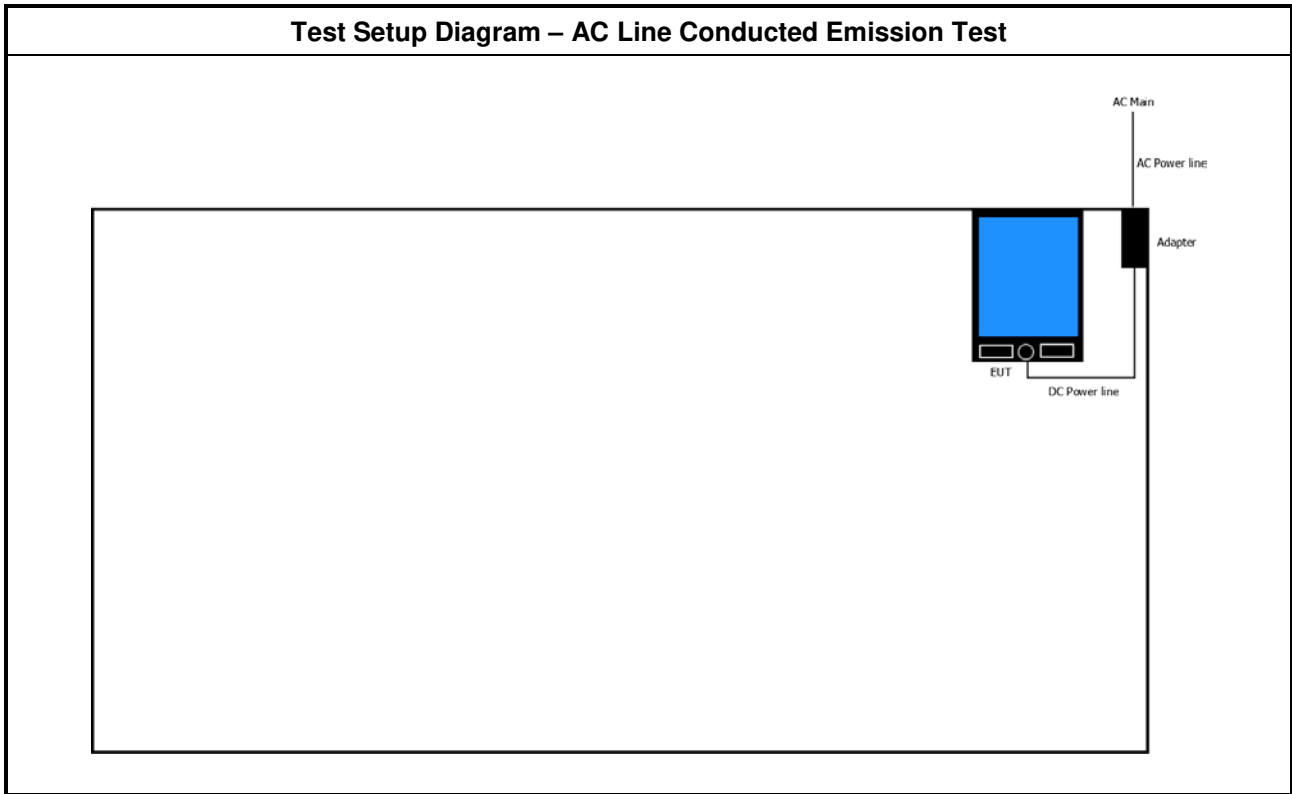 Test Setup Diagram – AC Line Conducted Emission Test
AC Main
AC Power line
Adapter
EUT
DC Power line